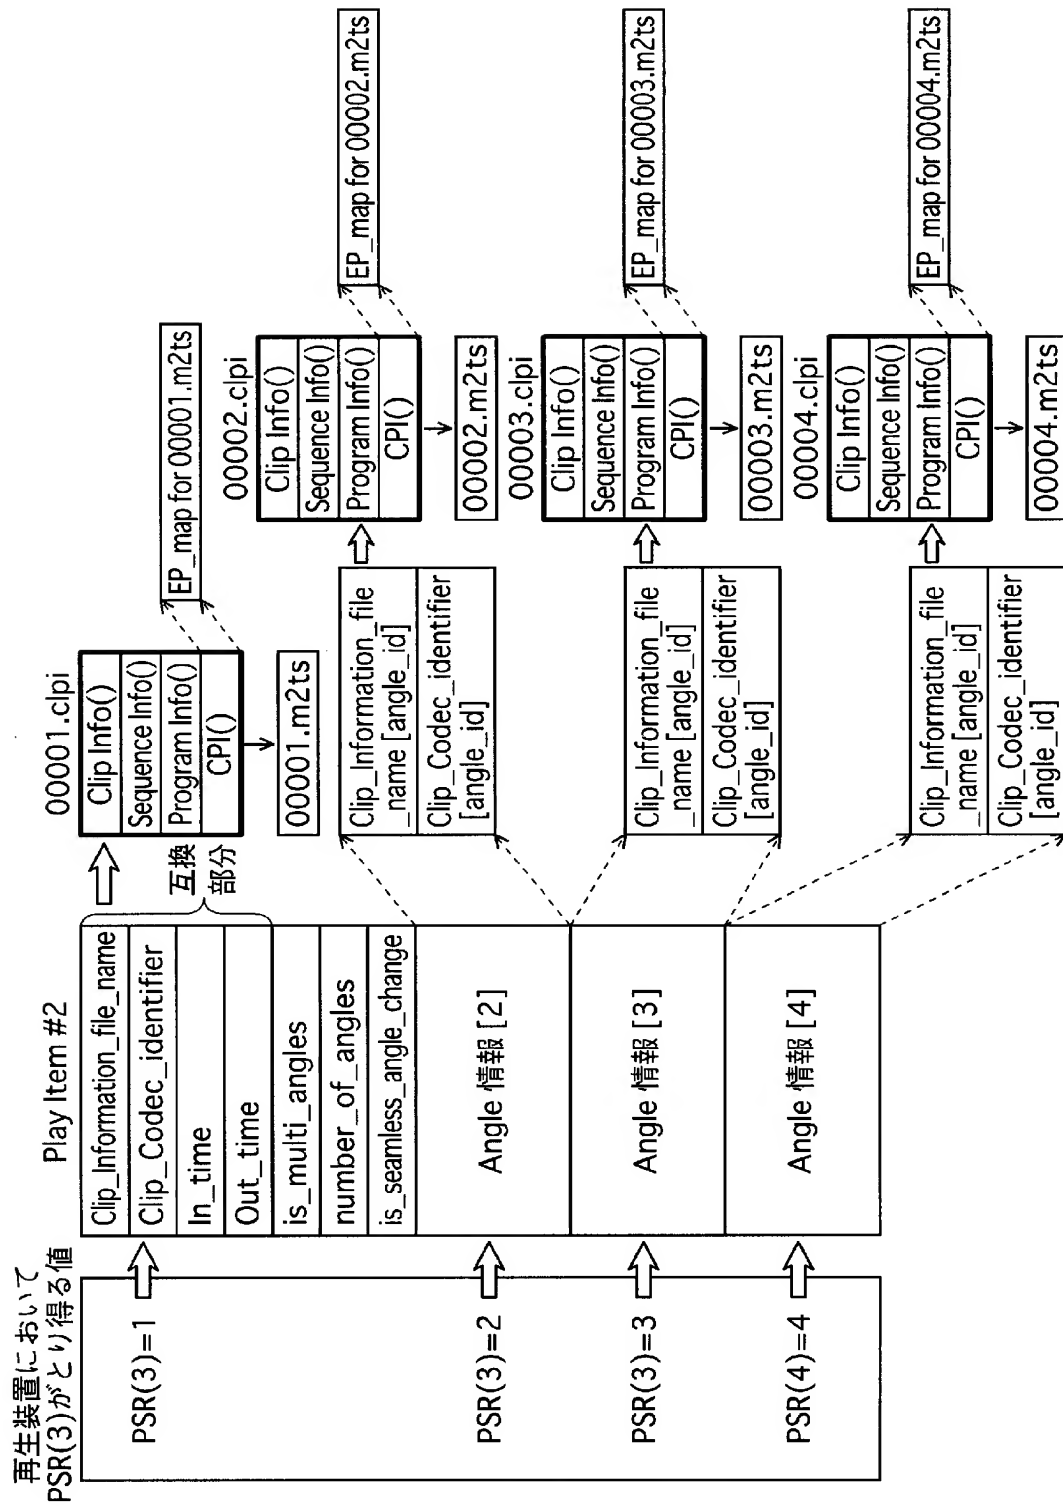 再生装置において
PSR(3)がとり得る値
PSR(3)=1
PSR(3)=2
PSR(3)=3
PSR(4)=4
Play Item #2
Clip_Information_file_name
Clip_Codec_identifier
In_time
Out_time
is_multi_angles
number_of_angles
is_seamless_angle_change
Angle 情報 [2]
Angle 情報 [3]
Angle 情報 [4]
互換
部分
00001.clpi
Clip Info()
Sequence Info()
Program Info()
CPI()
00001.m2ts
EP_map for 00001.m2ts
Clip_Information_file
_name [angle_id]
Clip_Codec_identifier
[angle_id]
00002.clpi
Clip Info()
Sequence Info()
Program Info()
CPI()
00002.m2ts
EP_map for 00002.m2ts
Clip_Information_file
_name [angle_id]
Clip_Codec_identifier
[angle_id]
00003.clpi
Clip Info()
Sequence Info()
Program Info()
CPI()
00003.m2ts
EP_map for 00003.m2ts
Clip_Information_file
_name [angle_id]
Clip_Codec_identifier
[angle_id]
00004.clpi
Clip Info()
Sequence Info()
Program Info()
CPI()
00004.m2ts
EP_map for 00004.m2ts